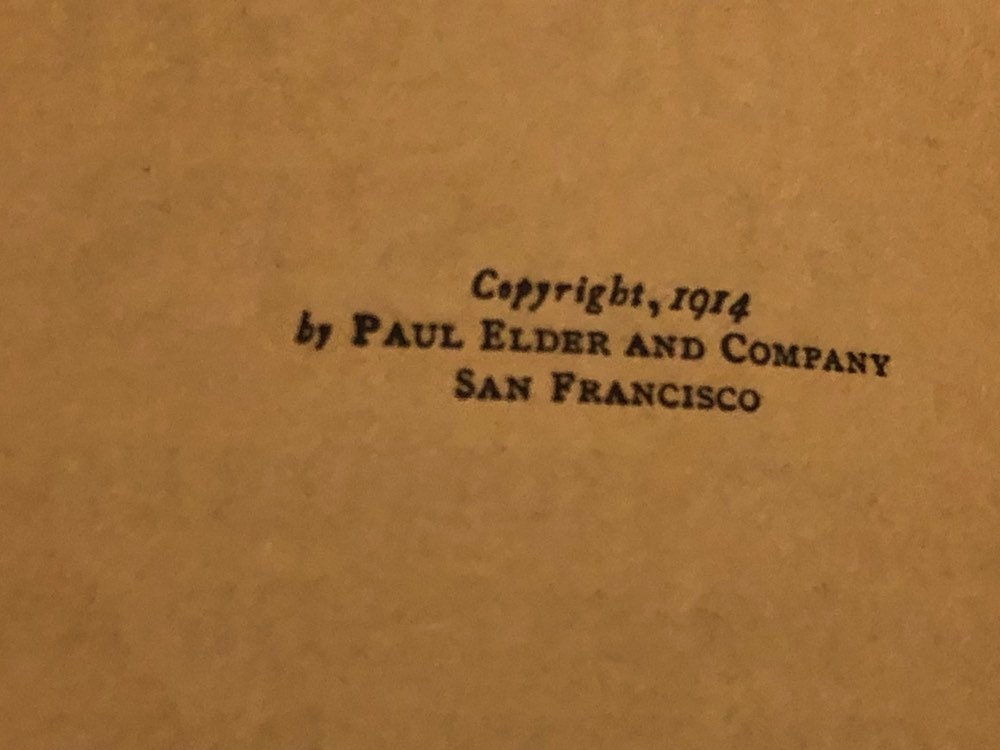 Copyright, 1914
by PAUL ELDER AND COMPANY
SAN FRANCISCO